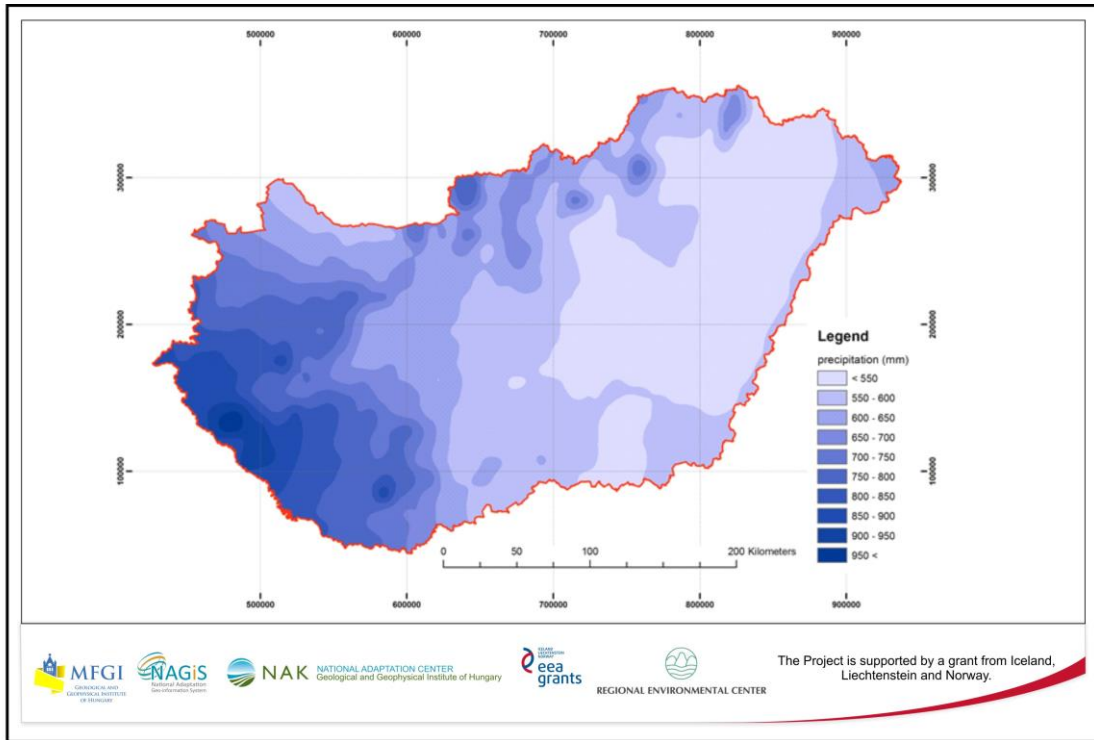 500000 600000 700000 800000 900000
300000 300000
200000 200000
100000 100000
Legend
precipitation (mm)
< 550
550 - 600
600 - 650
650 - 700
700 - 750
750 - 800
800 - 850
850 - 900
900 - 950
950 <
0 50 100 200 Kilometers
500000 600000 700000 800000 900000
MFGI
GEOLOGICAL AND
GEOPHYSICAL INSTITUTE
OF HUNGARY
NAGiS
National Adaptation
Geo-information System
NAK
NATIONAL ADAPTATION CENTER
Geological and Geophysical Institute of Hungary
ICELAND
LIECHTENSTEIN
NORWAY
eea
grants
REGIONAL ENVIRONMENTAL CENTER
The Project is supported by a grant from Iceland,
Liechtenstein and Norway.